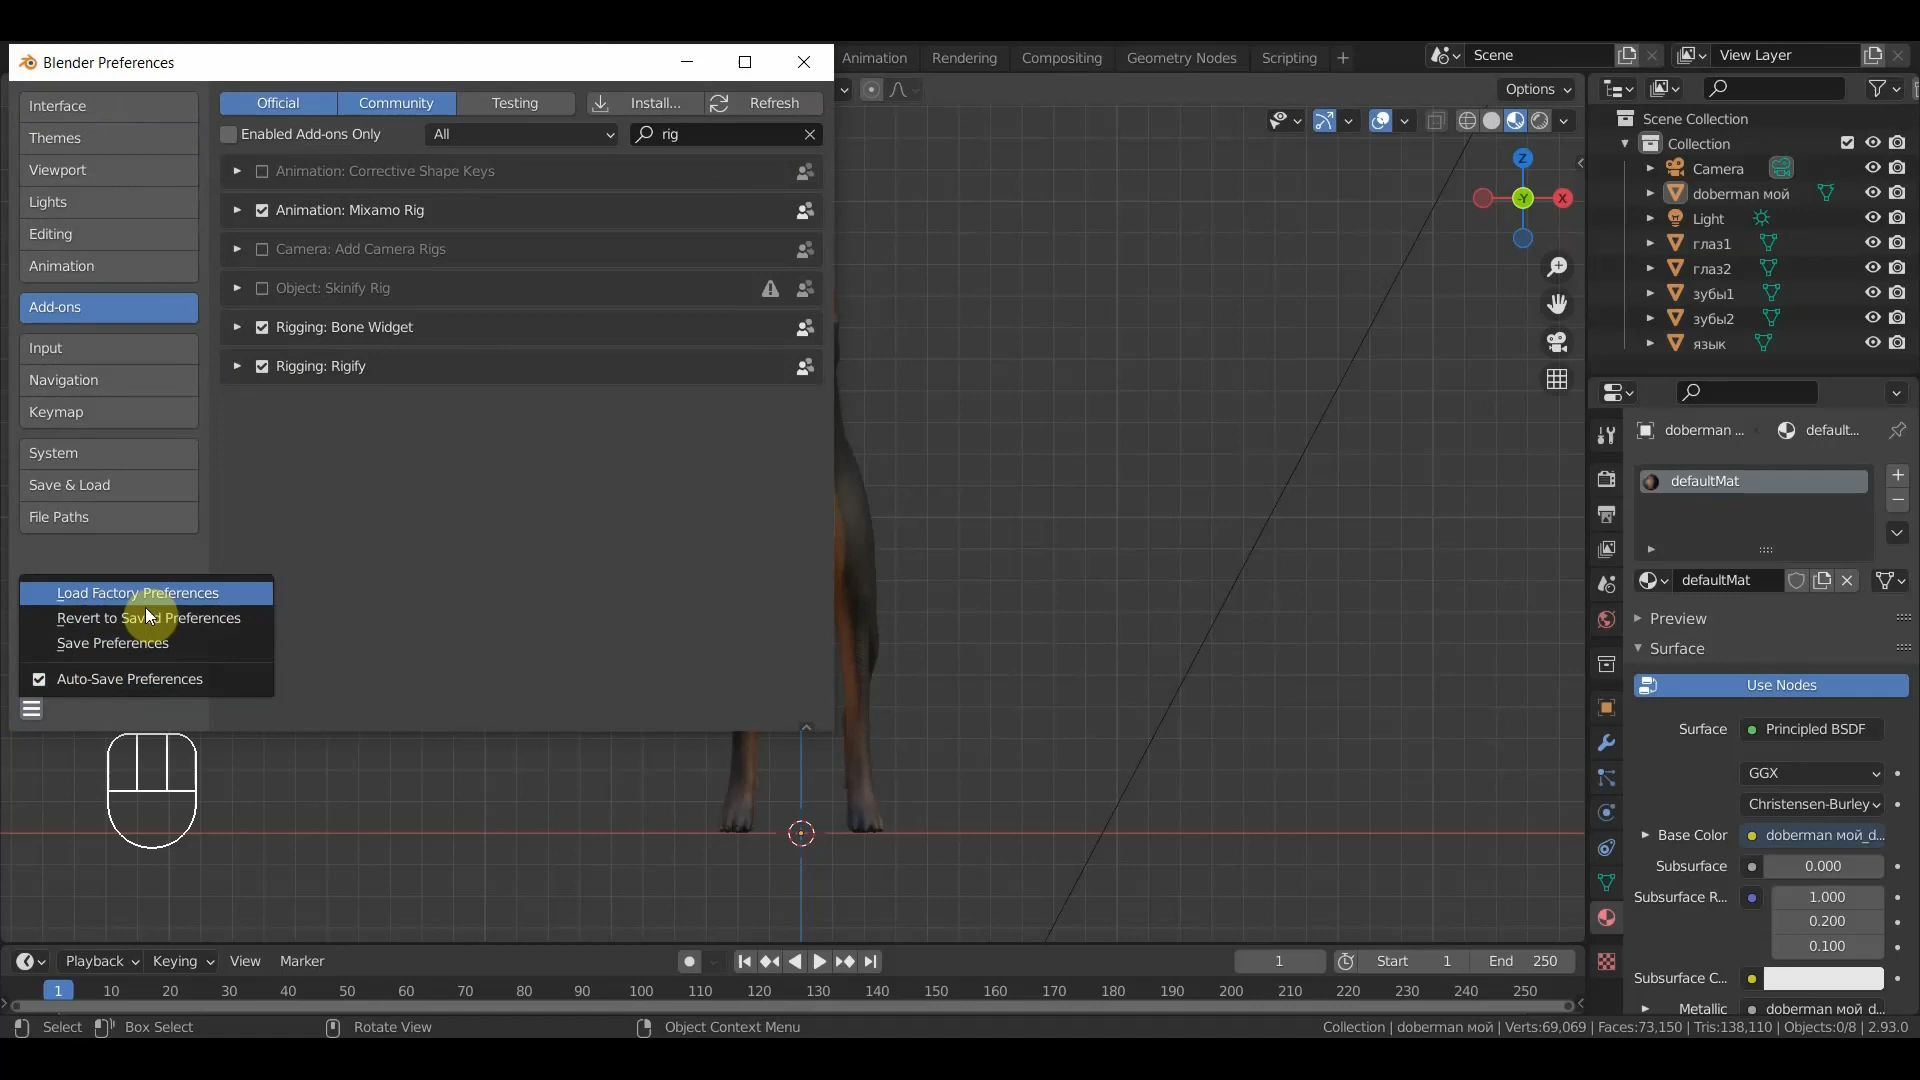 Blender Preferences
Animation Rendering Compositing Geometry Nodes Scripting
Scene
View Layer
Interface
Themes
Viewport
Lights
Editing
Animation
Add-ons
Input
Navigation
Keymap
System
Save & Load
File Paths
Official Community Testing Install... Refresh
Enabled Add-ons Only All rig
Animation: Corrective Shape Keys
Animation: Mixamo Rig
Camera: Add Camera Rigs
Object: Skinify Rig
Rigging: Bone Widget
Rigging: Rigify
Load Factory Preferences
Revert to Saved Preferences
Save Preferences
Auto-Save Preferences
Options
Z
-Y
X
Scene Collection
Collection
Camera
doberman мой
Light
глаз1
глаз2
зубы1
зубы2
язык
doberman ... default...
defaultMat
defaultMat
Preview
Surface
Use Nodes
Surface Principled BSDF
GGX
Christensen-Burley
Base Color doberman мой_d...
Subsurface 0.000
Subsurface R... 1.000
0.200
0.100
Subsurface C...
Metallic doberman мой d...
Playback Keying View Marker
1 Start 1 End 250
1 10 20 30 40 50 60 70 80 90 100 110 120 130 140 150 160 170 180 190 200 210 220 230 240 250
Select Box Select Rotate View Object Context Menu
Collection | doberman мой | Verts:69,069 | Faces:73,150 | Tris:138,110 | Objects:0/8 | 2.93.0